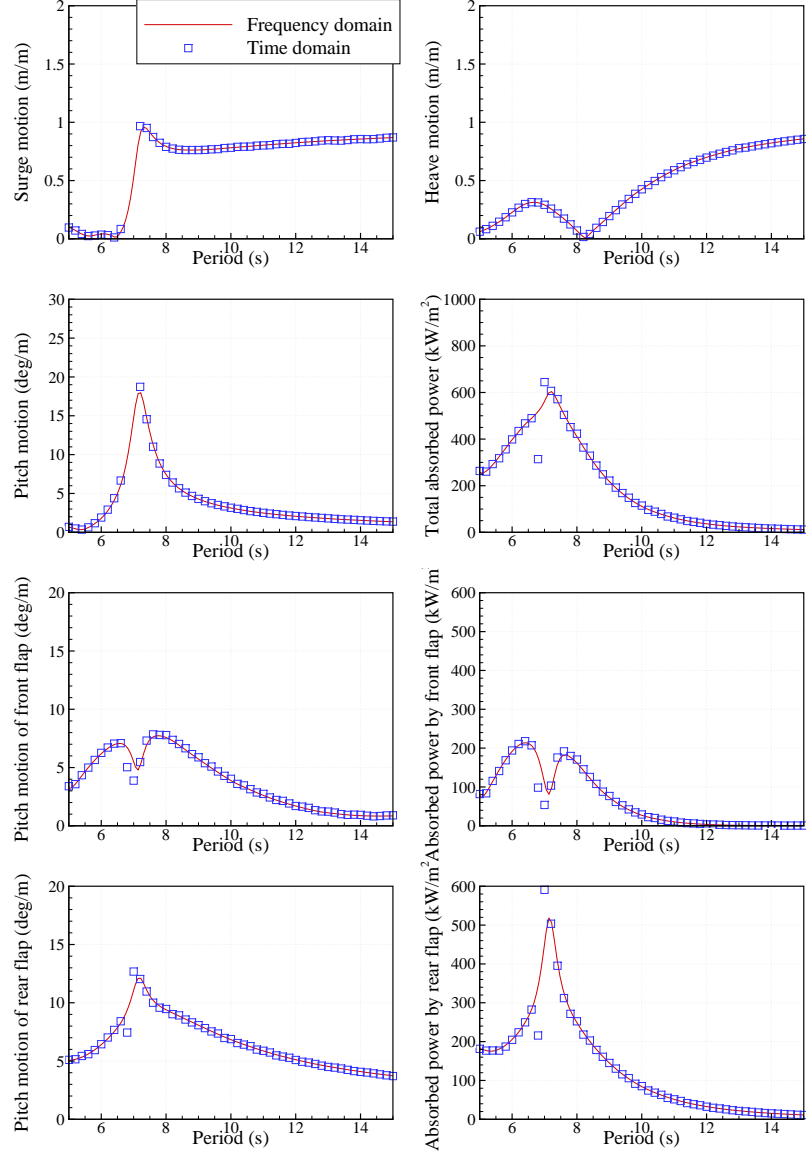 Frequency domain
Time domain
Surge motion (m/m)
2
1.5
1
0.5
0
6 8 10 12 14
Period (s)
Heave motion (m/m)
2
1.5
1
0.5
0
6 8 10 12 14
Period (s)
Pitch motion (deg/m)
30
25
20
15
10
5
0
6 8 10 12 14
Period (s)
Total absorbed power (kW/m²)
1000
800
600
400
200
0
6 8 10 12 14
Period (s)
Pitch motion of front flap (deg/m)
20
15
10
5
0
6 8 10 12 14
Period (s)
Absorbed power by front flap (kW/m
600
500
400
300
200
100
0
6 8 10 12 14
Period (s)
Pitch motion of rear flap (deg/m)
20
15
10
5
0
6 8 10 12 14
Period (s)
Absorbed power by rear flap (kW/m²
600
500
400
300
200
100
0
6 8 10 12 14
Period (s)